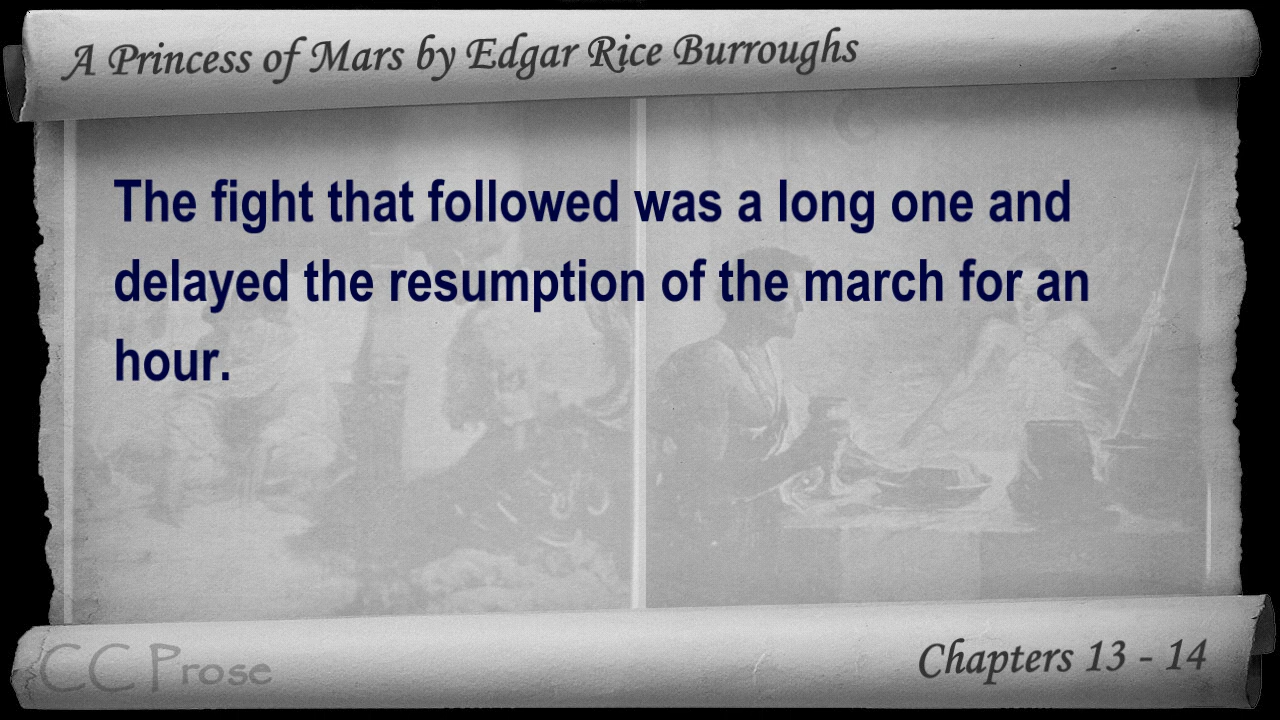 A Princess of Mars by Edgar Rice Burroughs
The fight that followed was a long one and
delayed the resumption of the march for an
hour.
CC Prose
Chapters 13 - 14